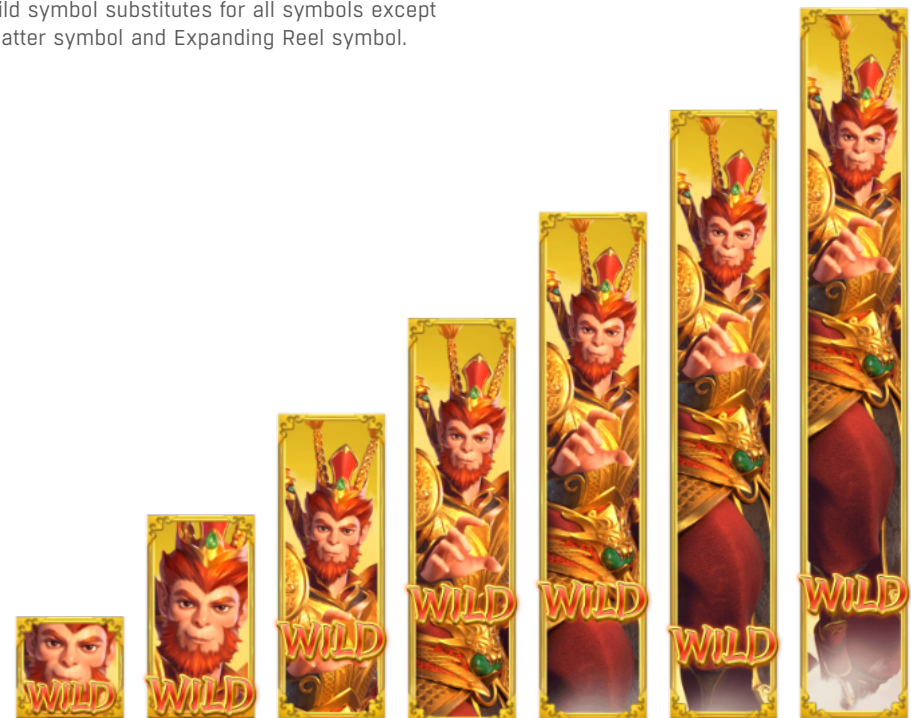 ild symbol substitutes for all symbols except
atter symbol and Expanding Reel symbol.
WILD
WILD
WILD
WILD
WILD
WILD
WILD